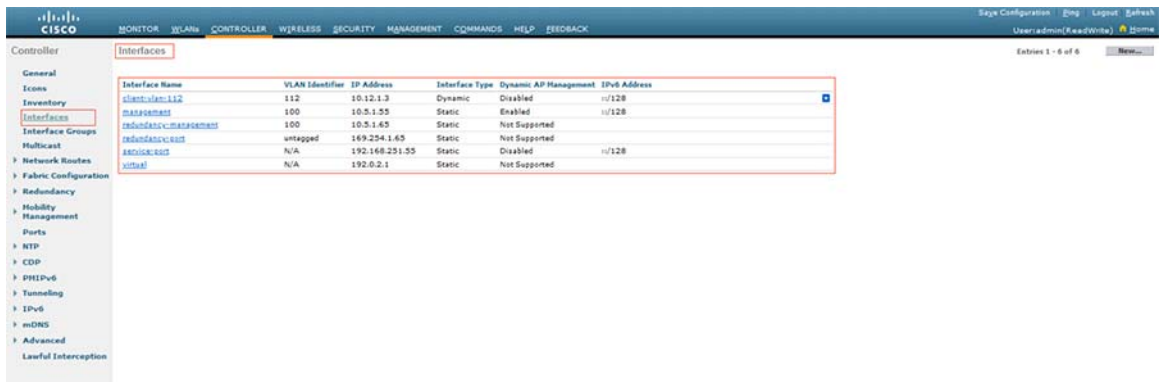 Save Configuration Ping Logout Refresh
CISCO MONITOR WLANs CONTROLLER WIRELESS SECURITY MANAGEMENT COMMANDS HELP FEEDBACK User:admin(ReadWrite) Home
Controller
General
Icons
Inventory
Interfaces
Interface Groups
Multicast
Network Routes
Fabric Configuration
Redundancy
Mobility
Management
Ports
NTP
CDP
PMIPv6
Tunneling
IPv6
mDNS
Advanced
Lawful Interception
Interfaces Entries 1 - 6 of 6 New...
Interface Name VLAN Identifier IP Address Interface Type Dynamic AP Management IPv6 Address
client-vlan-112 112 10.12.1.3 Dynamic Disabled ::/128
management 100 10.5.1.55 Static Enabled ::/128
redundancy-management 100 10.5.1.65 Static Not Supported
redundancy-port untagged 169.254.1.65 Static Not Supported
service-port N/A 192.168.251.55 Static Disabled ::/128
virtual N/A 192.0.2.1 Static Not Supported